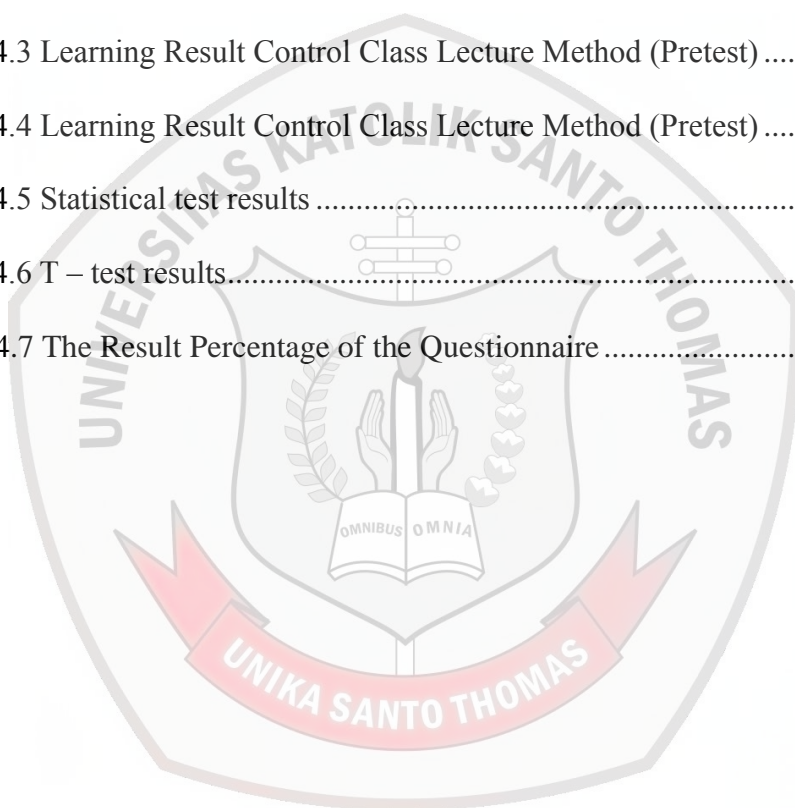 4.3 Learning Result Control Class Lecture Method (Pretest) ....
4.4 Learning Result Control Class Lecture Method (Pretest) ....
4.5 Statistical test results ............................................................
4.6 T – test results.......................................................................
4.7 The Result Percentage of the Questionnaire ........................
UNIVERSITAS KATOLIK SANTO THOMAS
OMNIBUS OMNIA
UNIKA SANTO THOMAS